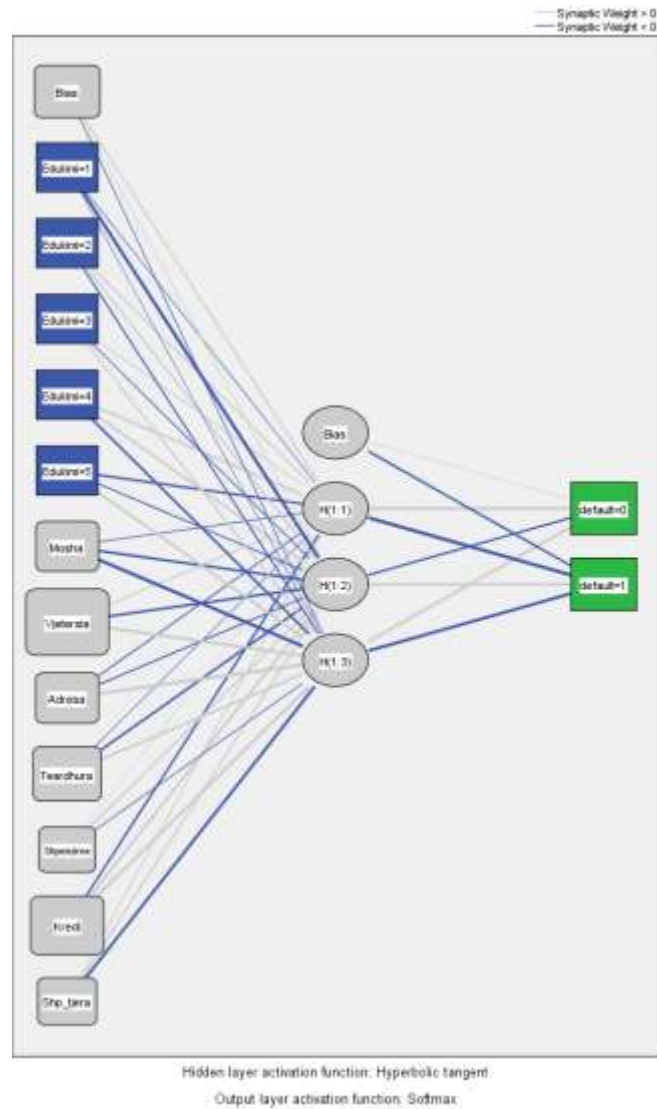 Synaptic Weight > 0
Synaptic Weight < 0
Bias
Edukimi=1
Edukimi=2
Edukimi=3
Edukimi=4
Edukimi=5
Bias
H(1:1)
H(1:2)
H(1:3)
default=0
default=1
Mosha
Vjetersia
Adresa
Teardhura
Shpenzime
Kredi
Shp_tjera
Hidden layer activation function: Hyperbolic tangent
Output layer activation function: Softmax